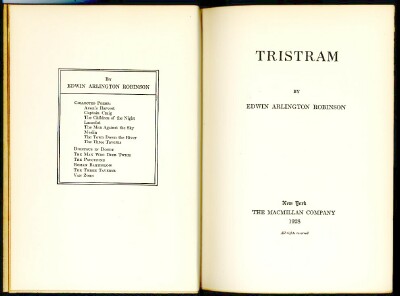 By
EDWIN ARLINGTON ROBINSON
COLLECTED POEMS
Avon's Harvest
Captain Craig
The Children of the Night
Lancelot
The Man Against the Sky
Merlin
The Town Down the River
The Three Taverns
DIONYSUS IN DOUBT
THE MAN WHO DIED TWICE
THE PORCUPINE
ROMAN BARTHOLOW
THE THREE TAVERNS
VAN ZORN
TRISTRAM
BY
EDWIN ARLINGTON ROBINSON
New York
THE MACMILLAN COMPANY
All rights reserved